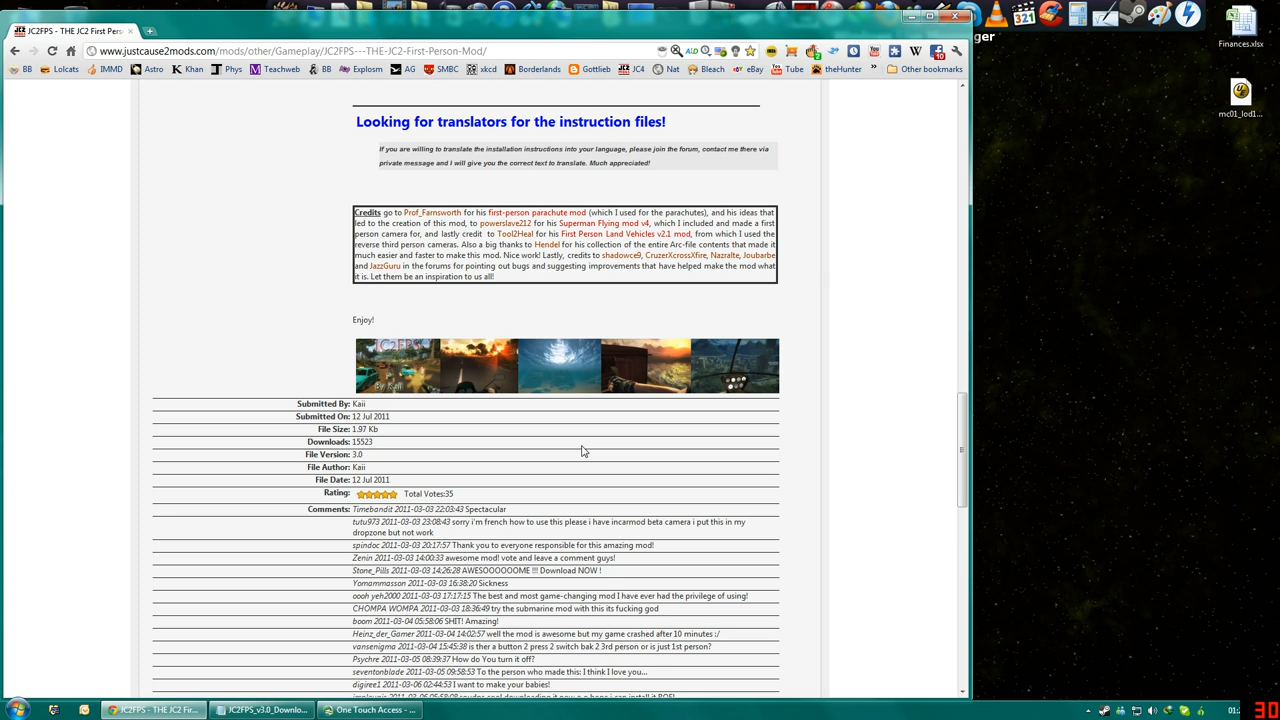 JC2FPS - THE JC2 First Pers
www.justcause2mods.com/mods/other/Gameplay/JC2FPS---THE-JC2-First-Person-Mod/
BB Lolcats IMMD Astro Khan Phys Teachweb BB Explosm AG SMBC xkcd Borderlands Gottlieb JC4 Nat Bleach eBay Tube theHunter » Other bookmarks
ger
321
Finances.xlsx
mc01_lod1...
Looking for translators for the instruction files!
If you are willing to translate the installation instructions into your language, please join the forum, contact me there via
private message and I will give you the correct text to translate. Much appreciated!
Credits go to Prof_Farnsworth for his first-person parachute mod (which I used for the parachutes), and his ideas that
led to the creation of this mod, to powerslave212 for his Superman Flying mod v4, which I included and made a first
person camera for, and lastly credit to Tool2Heal for his First Person Land Vehicles v2.1 mod, from which I used the
reverse third person cameras. Also a big thanks to Hendel for his collection of the entire Arc-file contents that made it
much easier and faster to make this mod. Nice work! Lastly, credits to shadowce9, CruzerXcrossXfire, Nazralte, Joubarbe
and JazzGuru in the forums for pointing out bugs and suggesting improvements that have helped make the mod what
it is. Let them be an inspiration to us all!
Enjoy!
JC2FPS
By Kaii
Submitted By: Kaii
Submitted On: 12 Jul 2011
File Size: 1.97 Kb
Downloads: 15523
File Version: 3.0
File Author: Kaii
File Date: 12 Jul 2011
Rating: Total Votes:35
Comments: Timebandit 2011-03-03 22:03:43 Spectacular
tutu973 2011-03-03 23:08:43 sorry i'm french how to use this please i have incarmod beta camera i put this in my
dropzone but not work
spindoc 2011-03-03 20:17:57 Thank you to everyone responsible for this amazing mod!
Zenin 2011-03-03 14:00:33 awesome mod! vote and leave a comment guys!
Stone_Pills 2011-03-03 14:26:28 AWESOOOOOOME !!! Download NOW !
Yomammasson 2011-03-03 16:38:20 Sickness
oooh yeh2000 2011-03-03 17:17:15 The best and most game-changing mod I have ever had the privilege of using!
CHOMPA WOMPA 2011-03-03 18:36:49 try the submarine mod with this its fucking god
boom 2011-03-04 05:58:06 SHIT! Amazing!
Heinz_der_Gamer 2011-03-04 14:02:57 well the mod is awesome but my game crashed after 10 minutes :/
vansenigma 2011-03-04 15:45:38 is ther a button 2 press 2 switch bak 2 3rd person or is just 1st person?
Psychre 2011-03-05 08:39:37 How do You turn it off?
seventonblade 2011-03-05 09:58:53 To the person who made this: I think I love you...
digiree1 2011-03-06 02:44:53 I want to make your babies!
JC2FPS - THE JC2 Fir... JC2FPS_v3.0_Downlo... One Touch Access - ...
01:
30